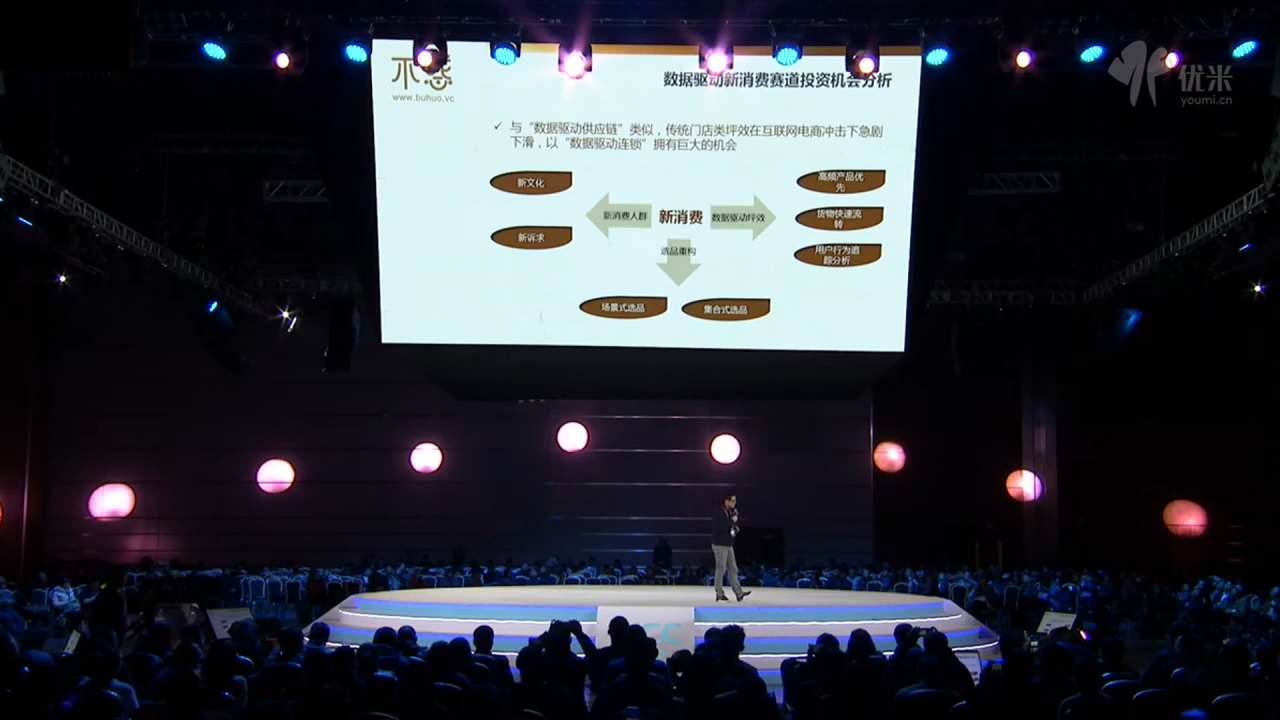 不惑
www.buhuo.vc
数据驱动新消费赛道投资机会分析
优米
youmi.cn
✓ 与“数据驱动供应链”类似，传统门店类坪效在互联网电商冲击下急剧
下滑，以“数据驱动连锁”拥有巨大的机会
新文化
高频产品优
先
新消费人群
新消费
数据驱动坪效
货物快速流
转
新诉求
选品重构
用户行为追
踪分析
场景式选品
集合式选品